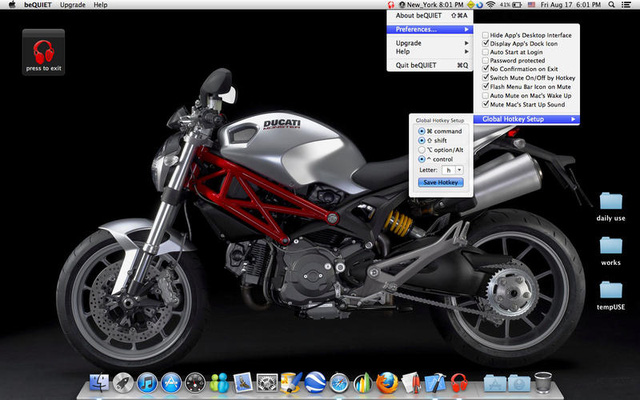 beQUIET Upgrade Help
New_York 8:01 PM 41% Fri Aug 17 6:01 PM
press to exit
About beQUIET ⇧⌘A
Preferences...
Upgrade
Help
Quit beQUIET ⌘Q
Hide App's Desktop Interface
Display App's Dock Icon
Auto Start at Login
Password protected
No Confirmation on Exit
Switch Mute On/Off by Hotkey
Flash Menu Bar Icon on Mute
Auto Mute on Mac's Wake Up
Mute Mac's Start Up Sound
Global Hotkey Setup
Global Hotkey Setup
⌘ command
⇧ shift
⌥ option/Alt
^ control
Letter: h
Save Hotkey
DUCATI
MONSTER
daily use
works
tempUSE